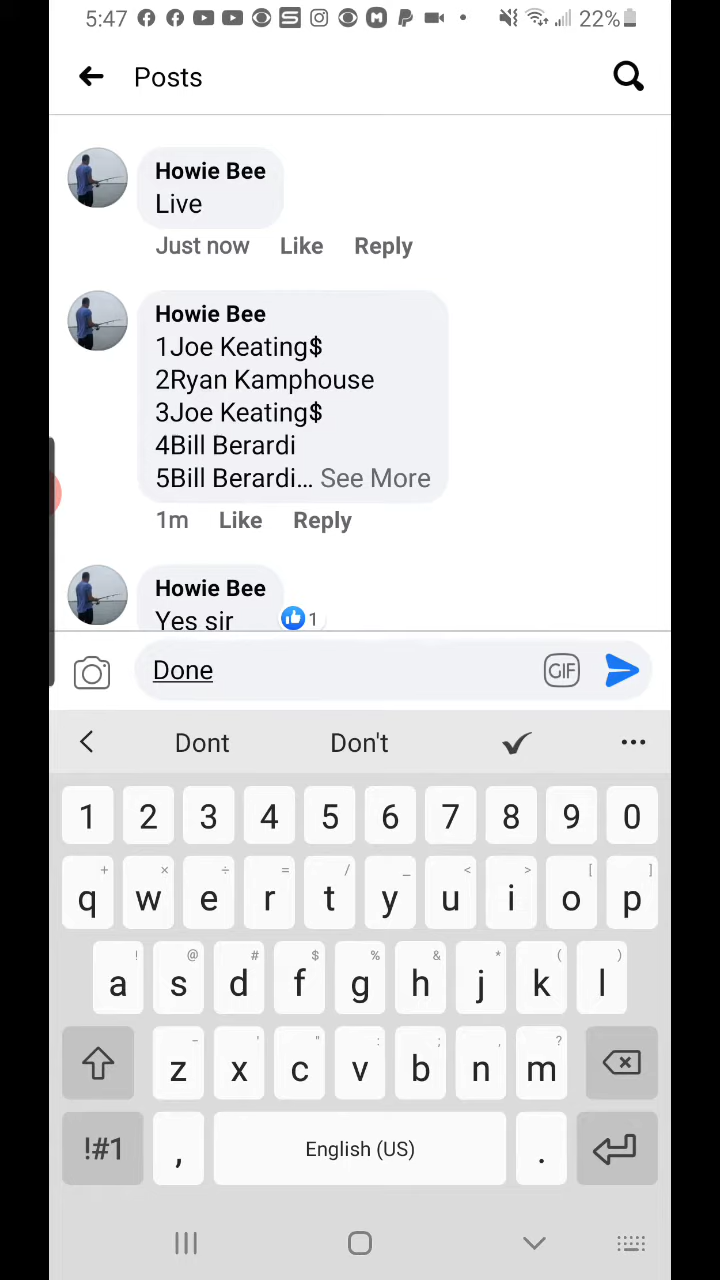 5:47 22%
Posts
Howie Bee
Live
Just now Like Reply
Howie Bee
1Joe Keating$
2Ryan Kamphouse
3Joe Keating$
4Bill Berardi
5Bill Berardi... See More
1m Like Reply
Howie Bee
Yes sir 1
Done GIF
Dont Don't ...
1 2 3 4 5 6 7 8 9 0
+ × ÷ = / _ < > [ ]
q w e r t y u i o p
! @ # $ % & * ( )
a s d f g h j k l
- ' " : ; , ?
z x c v b n m
!#1 , English (US) .